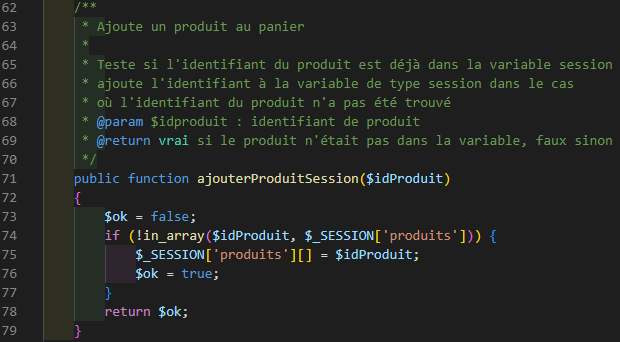 62 /**
63 * Ajoute un produit au panier
64 *
65 * Teste si l'identifiant du produit est déjà dans la variable session
66 * ajoute l'identifiant à la variable de type session dans le cas
67 * où l'identifiant du produit n'a pas été trouvé
68 * @param $idproduit : identifiant de produit
69 * @return vrai si le produit n'était pas dans la variable, faux sinon
70 */
71 public function ajouterProduitSession($idProduit)
72 {
73 $ok = false;
74 if (!in_array($idProduit, $_SESSION['produits'])) {
75 $_SESSION['produits'][] = $idProduit;
76 $ok = true;
77 }
78 return $ok;
79 }